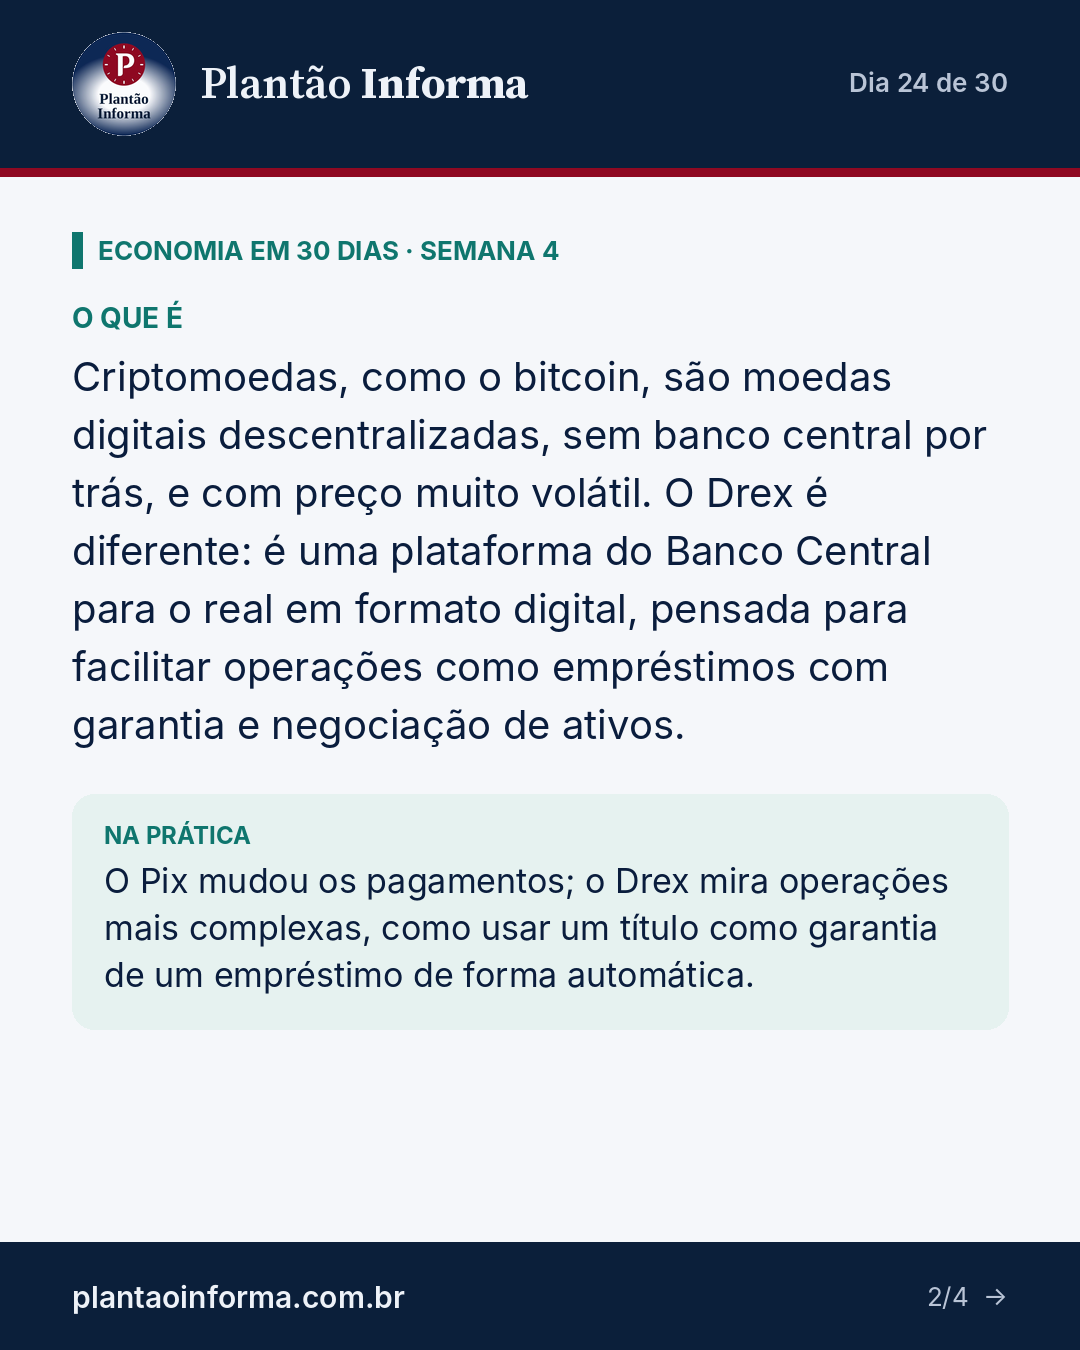 P
Plantão
Informa
Plantão Informa
Dia 24 de 30
ECONOMIA EM 30 DIAS · SEMANA 4
O QUE É
Criptomoedas, como o bitcoin, são moedas
digitais descentralizadas, sem banco central por
trás, e com preço muito volátil. O Drex é
diferente: é uma plataforma do Banco Central
para o real em formato digital, pensada para
facilitar operações como empréstimos com
garantia e negociação de ativos.
NA PRÁTICA
O Pix mudou os pagamentos; o Drex mira operações
mais complexas, como usar um título como garantia
de um empréstimo de forma automática.
plantaoinforma.com.br
2/4 →